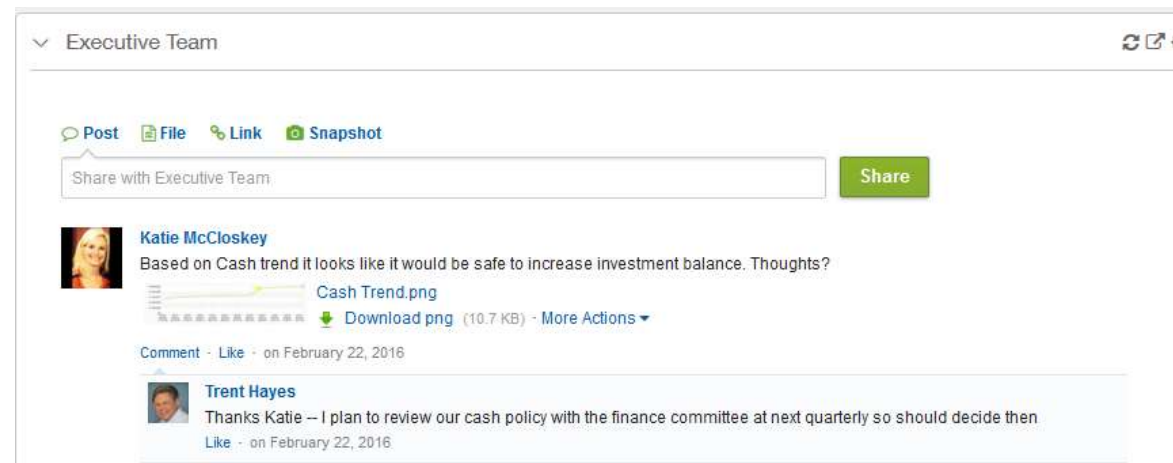 Executive Team
Post File Link Snapshot
Share with Executive Team
Share
Katie McCloskey
Based on Cash trend it looks like it would be safe to increase investment balance. Thoughts?
Cash Trend.png
Download png (10.7 KB) · More Actions
Comment · Like · on February 22, 2016
Trent Hayes
Thanks Katie -- I plan to review our cash policy with the finance committee at next quarterly so should decide then
Like · on February 22, 2016